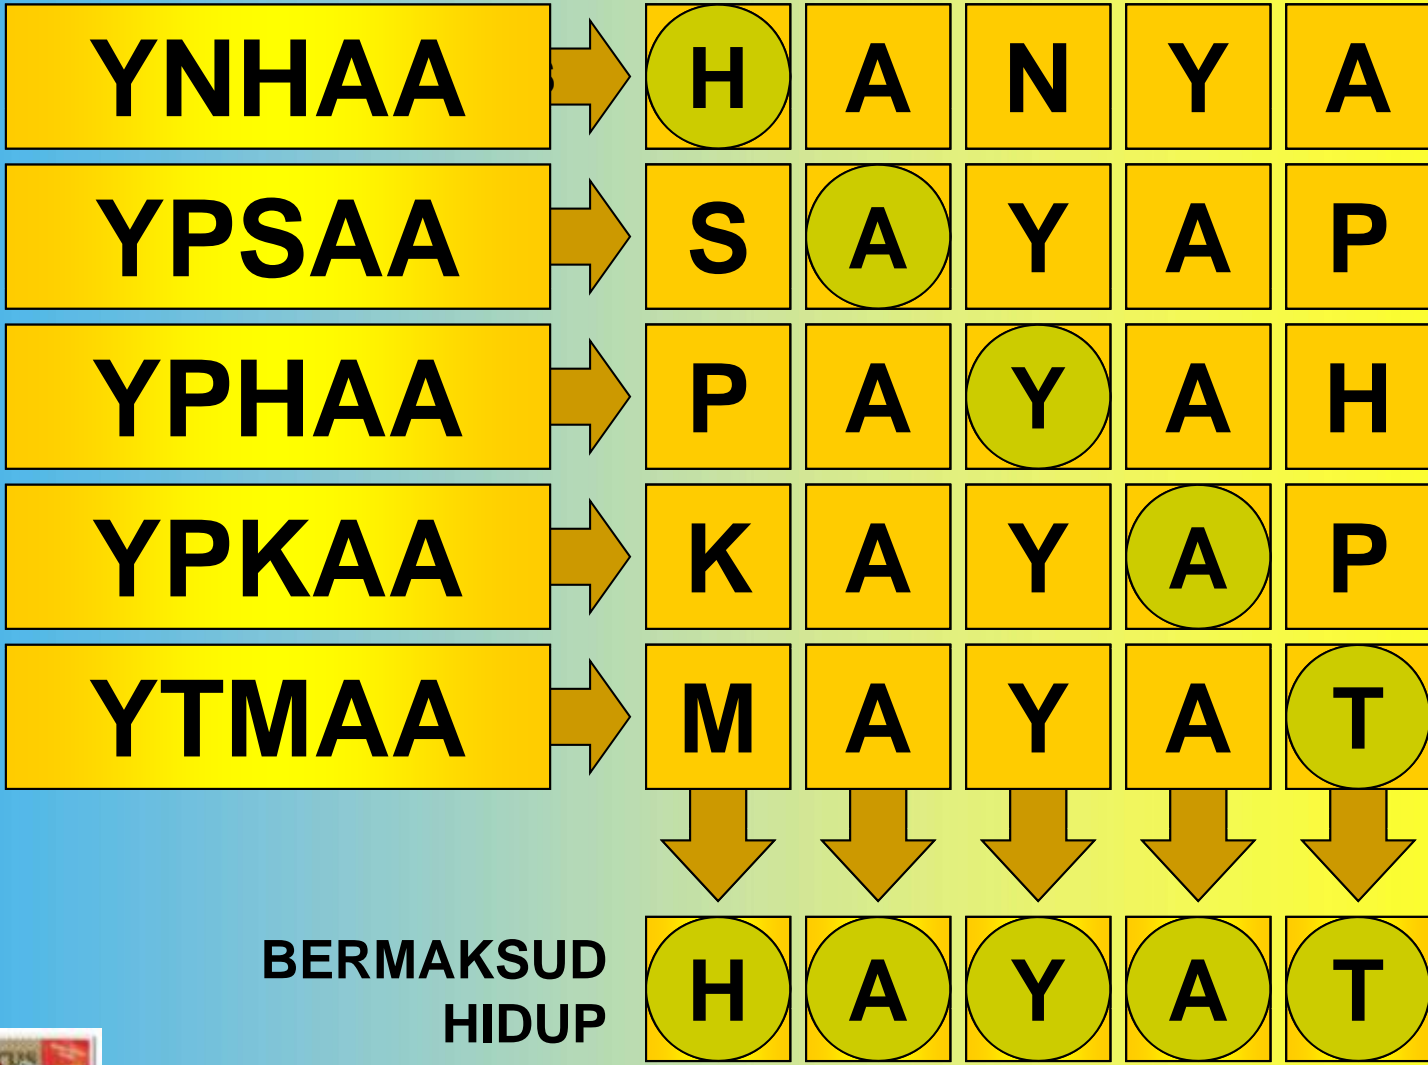 YNHAA H A N Y A
YPSAA S A Y A P
YPHAA P A Y A H
YPKAA K A Y A P
YTMAA M A Y A T
BERMAKSUD
HIDUP
H A Y A T